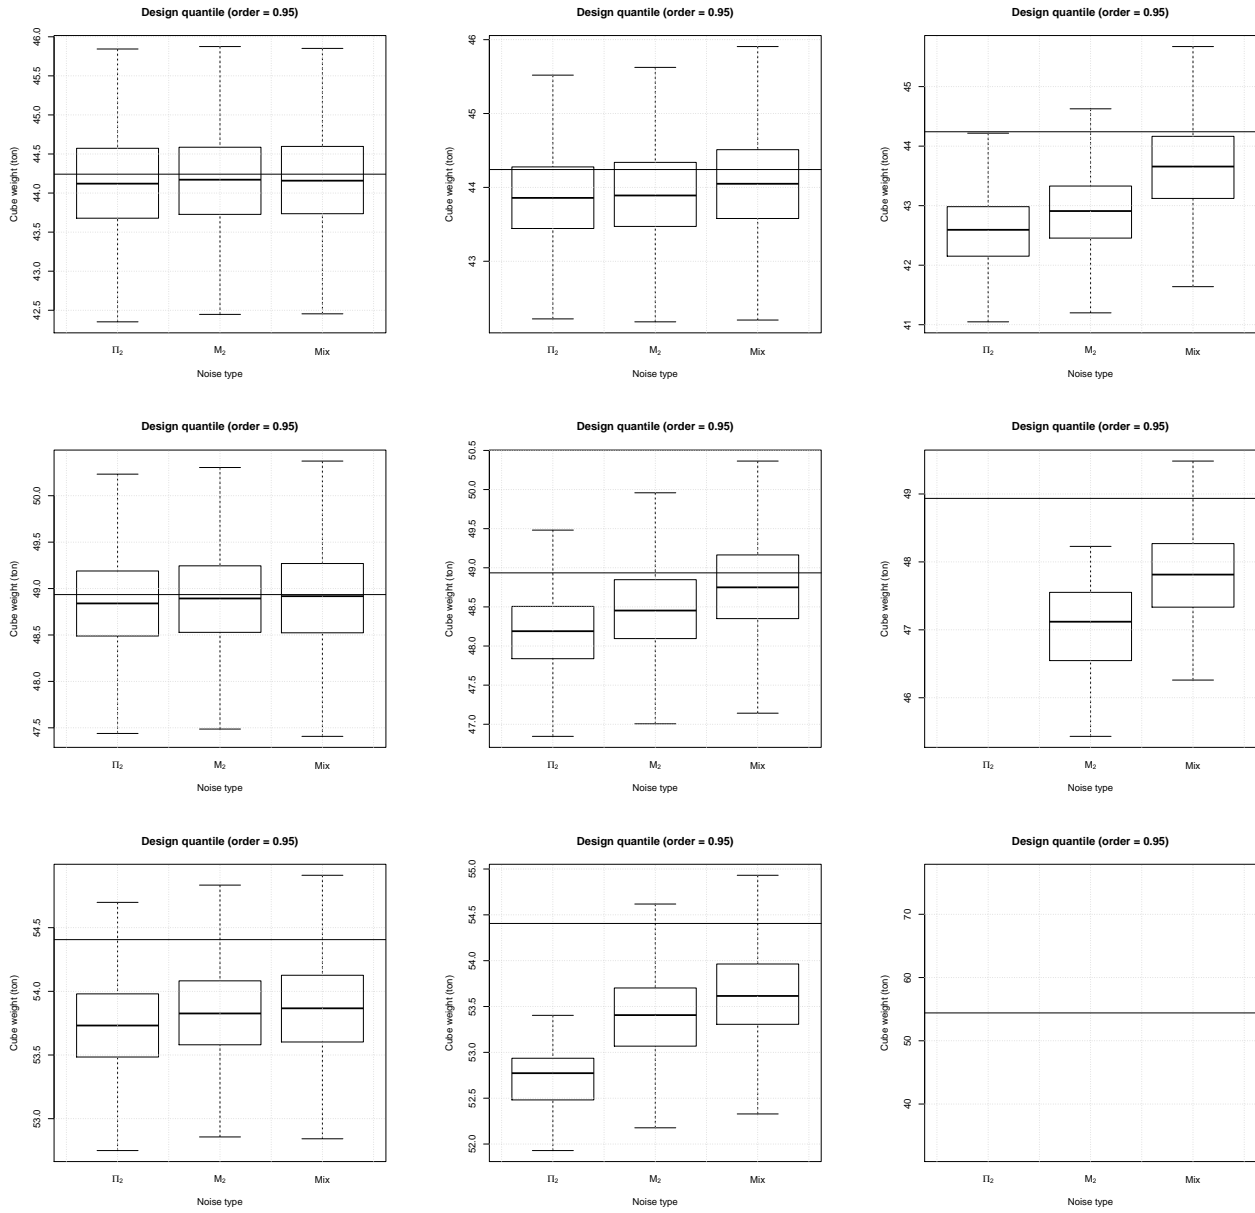 Design quantile (order = 0.95)
Cube weight (ton)
46.0
45.5
45.0
44.5
44.0
43.5
43.0
42.5
Π₂
M₂
Mix
Noise type
Design quantile (order = 0.95)
Cube weight (ton)
46
45
44
43
Π₂
M₂
Mix
Noise type
Design quantile (order = 0.95)
Cube weight (ton)
45
44
43
42
41
Π₂
M₂
Mix
Noise type
Design quantile (order = 0.95)
Cube weight (ton)
50.0
49.5
49.0
48.5
48.0
47.5
Π₂
M₂
Mix
Noise type
Design quantile (order = 0.95)
Cube weight (ton)
50.5
50.0
49.5
49.0
48.5
48.0
47.5
47.0
Π₂
M₂
Mix
Noise type
Design quantile (order = 0.95)
Cube weight (ton)
49
48
47
46
Π₂
M₂
Mix
Noise type
Design quantile (order = 0.95)
Cube weight (ton)
54.5
54.0
53.5
53.0
Π₂
M₂
Mix
Noise type
Design quantile (order = 0.95)
Cube weight (ton)
55.0
54.5
54.0
53.5
53.0
52.5
52.0
Π₂
M₂
Mix
Noise type
Design quantile (order = 0.95)
Cube weight (ton)
70
60
50
40
Π₂
M₂
Mix
Noise type